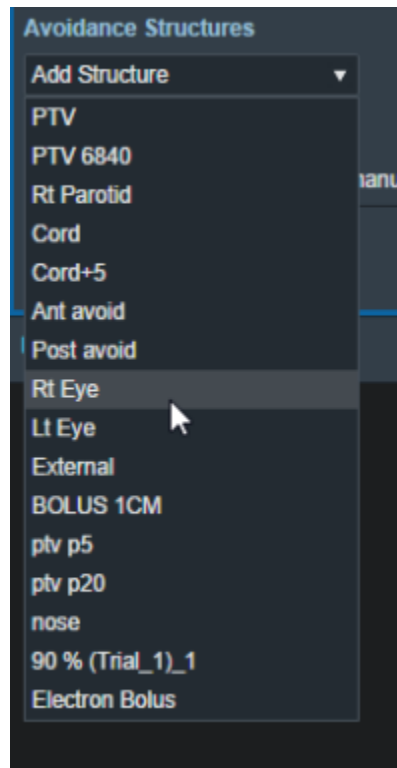 Avoidance Structures
Add Structure
PTV
PTV 6840
Rt Parotid
Cord
Cord+5
Ant avoid
Post avoid
Rt Eye
Lt Eye
External
BOLUS 1CM
ptv p5
ptv p20
nose
90 % (Trial_1)_1
Electron Bolus